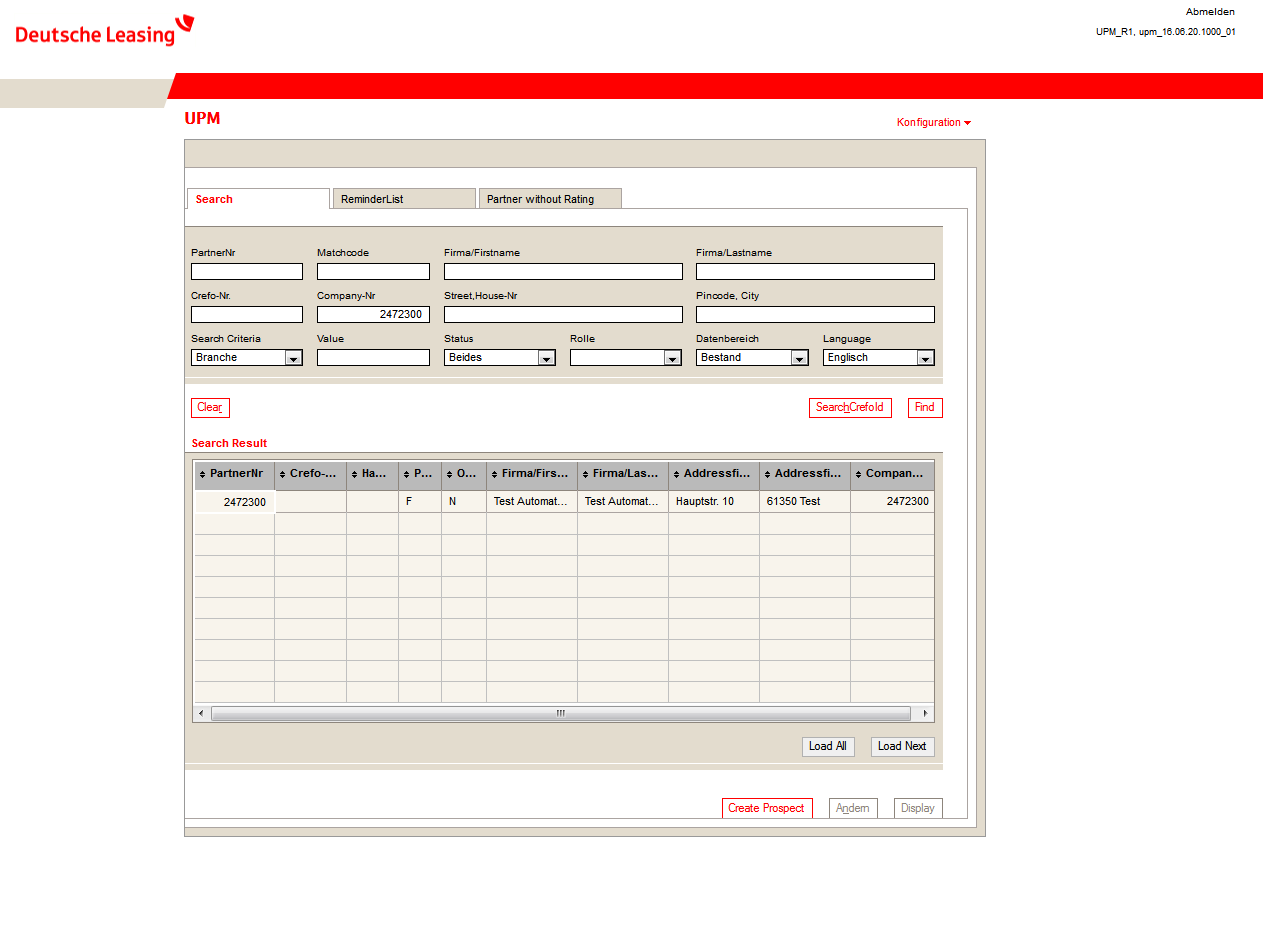 Abmelden
Deutsche Leasing
UPM_R1, upm_16.06.20.1000_01
UPM
Konfiguration
Search ReminderList Partner without Rating
PartnerNr Matchcode Firma/Firstname Firma/Lastname
Crefo-Nr. Company-Nr Street,House-Nr Pincode, City
2472300
Search Criteria Value Status Rolle Datenbereich Language
Branche Beides Bestand Englisch
Clear SearchCrefoId Find
Search Result
PartnerNr Crefo-... Ha... P... O... Firma/Firs... Firma/Las... Addressfi... Addressfi... Compan...
2472300 F N Test Automat... Test Automat... Hauptstr. 10 61350 Test 2472300
Load All Load Next
Create Prospect Ändern Display